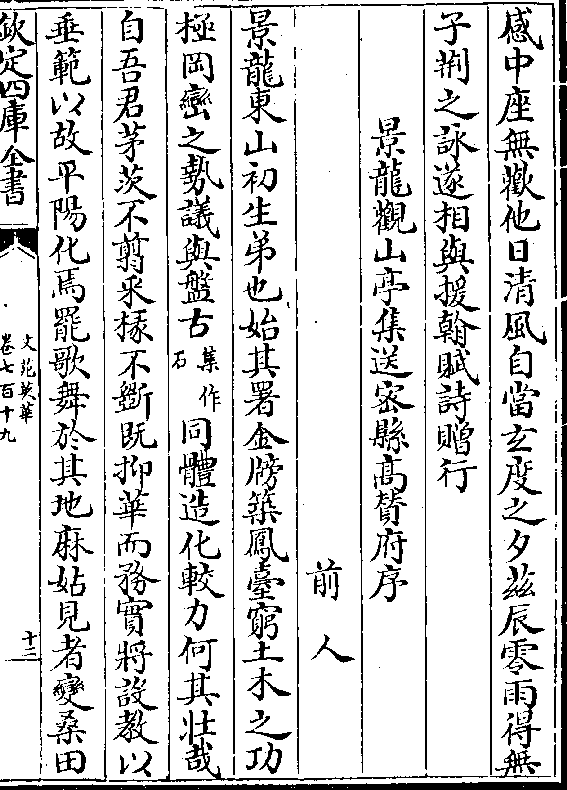 感中座無歡他日清風自當玄度之夕兹辰零雨得無
子荆之詠遂相與援翰賦詩贈行
景龍觀山亭集送宻縣髙賛府序
前人
景龍東山初生弟也始其署金牓築鳳臺窮土木之功
極岡巒之勢議與盤古集作石同體造化較力何其壯哉
自吾君茅茨不翦采椽不斵既抑華而務實將設教以
垂範以故平陽化焉罷歌舞於其地麻姑見者變桑田
欽定四庫全書
文苑英華
卷七百十九
十三